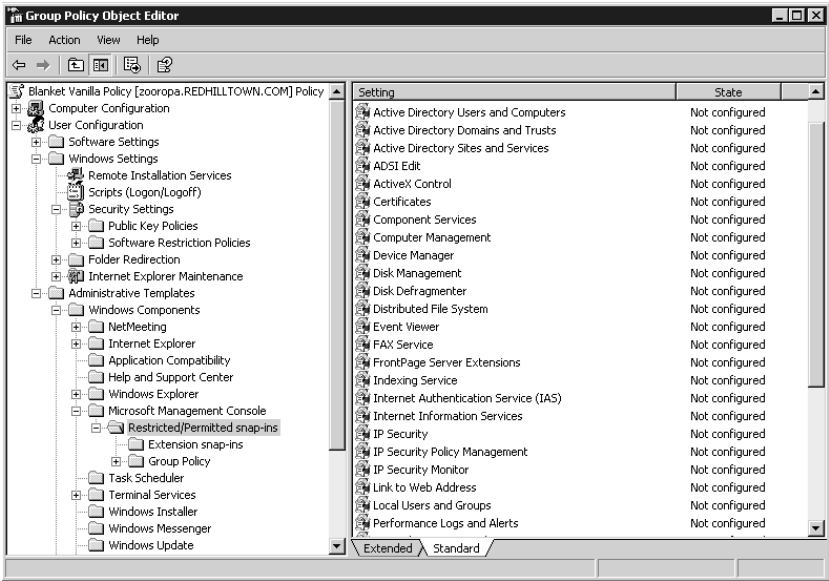 Group Policy Object Editor
File Action View Help
Blanket Vanilla Policy [zooropa.REDHILLTOWN.COM] Policy
Computer Configuration
User Configuration
Software Settings
Windows Settings
Remote Installation Services
Scripts (Logon/Logoff)
Security Settings
Public Key Policies
Software Restriction Policies
Folder Redirection
Internet Explorer Maintenance
Administrative Templates
Windows Components
NetMeeting
Internet Explorer
Application Compatibility
Help and Support Center
Windows Explorer
Microsoft Management Console
Restricted/Permitted snap-ins
Extension snap-ins
Group Policy
Task Scheduler
Terminal Services
Windows Installer
Windows Messenger
Windows Update
Setting State
Active Directory Users and Computers Not configured
Active Directory Domains and Trusts Not configured
Active Directory Sites and Services Not configured
ADSI Edit Not configured
ActiveX Control Not configured
Certificates Not configured
Component Services Not configured
Computer Management Not configured
Device Manager Not configured
Disk Management Not configured
Disk Defragmenter Not configured
Distributed File System Not configured
Event Viewer Not configured
FAX Service Not configured
FrontPage Server Extensions Not configured
Indexing Service Not configured
Internet Authentication Service (IAS) Not configured
Internet Information Services Not configured
IP Security Not configured
IP Security Policy Management Not configured
IP Security Monitor Not configured
Link to Web Address Not configured
Local Users and Groups Not configured
Performance Logs and Alerts Not configured
Extended Standard